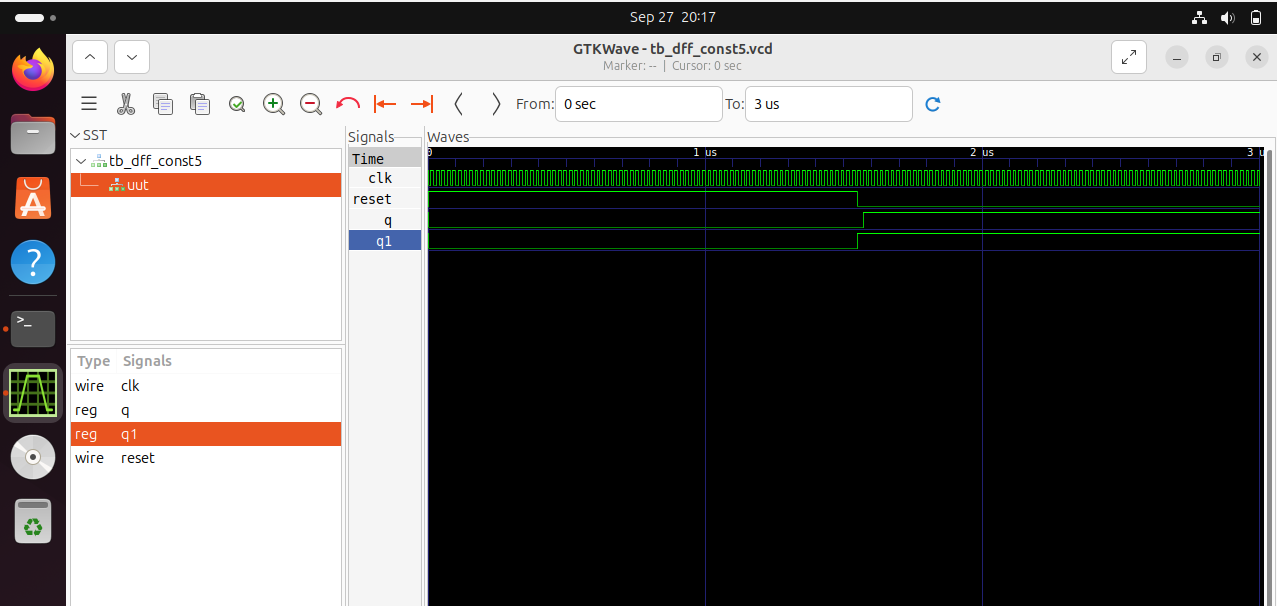 Sep 27 20:17
GTKWave - tb_dff_const5.vcd
Marker: -- | Cursor: 0 sec
From: 0 sec To: 3 us
SST
tb_dff_const5
uut
Type Signals
wire clk
reg q
reg q1
wire reset
Signals
Time
clk
reset
q
q1
Waves
0 1 us 2 us 3 u
>_
?